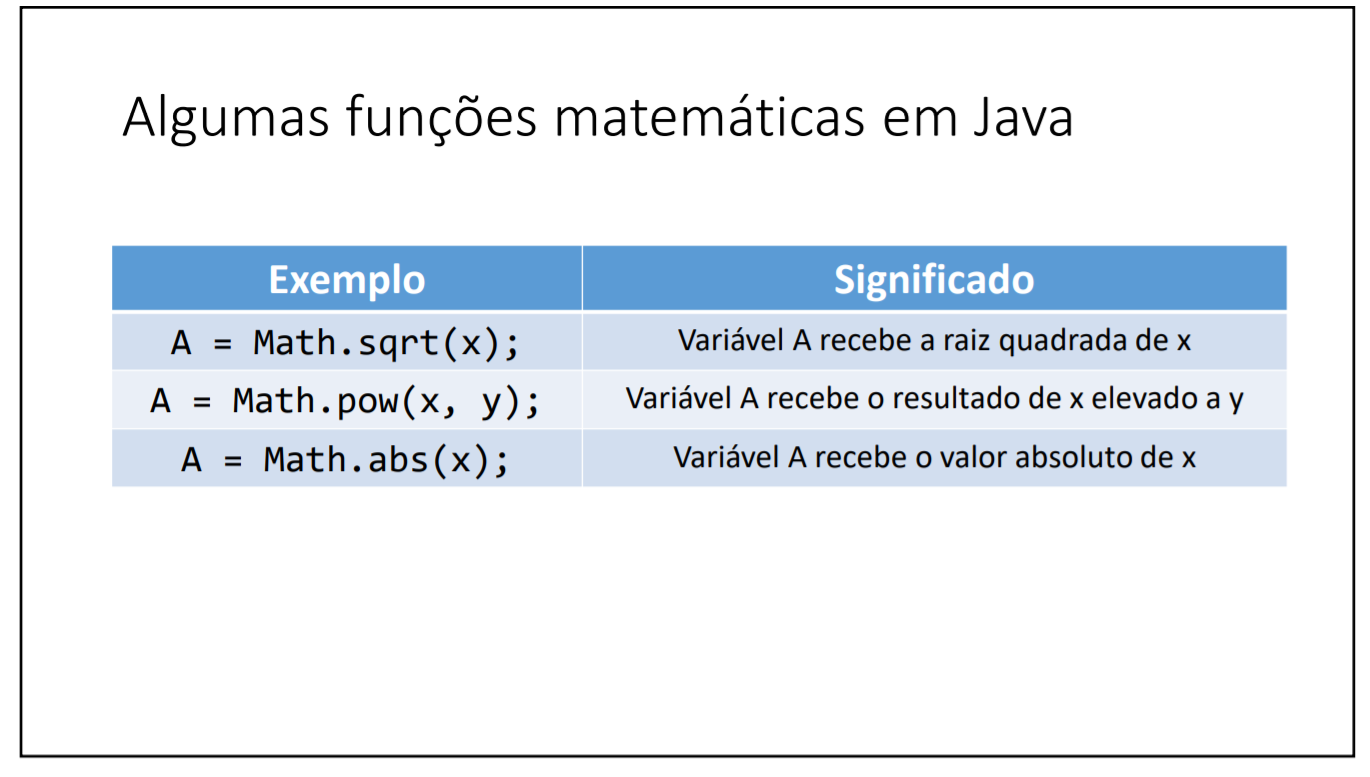 Algumas funções matemáticas em Java
Exemplo Significado
A = Math.sqrt(x); Variável A recebe a raiz quadrada de x
A = Math.pow(x, y); Variável A recebe o resultado de x elevado a y
A = Math.abs(x); Variável A recebe o valor absoluto de x